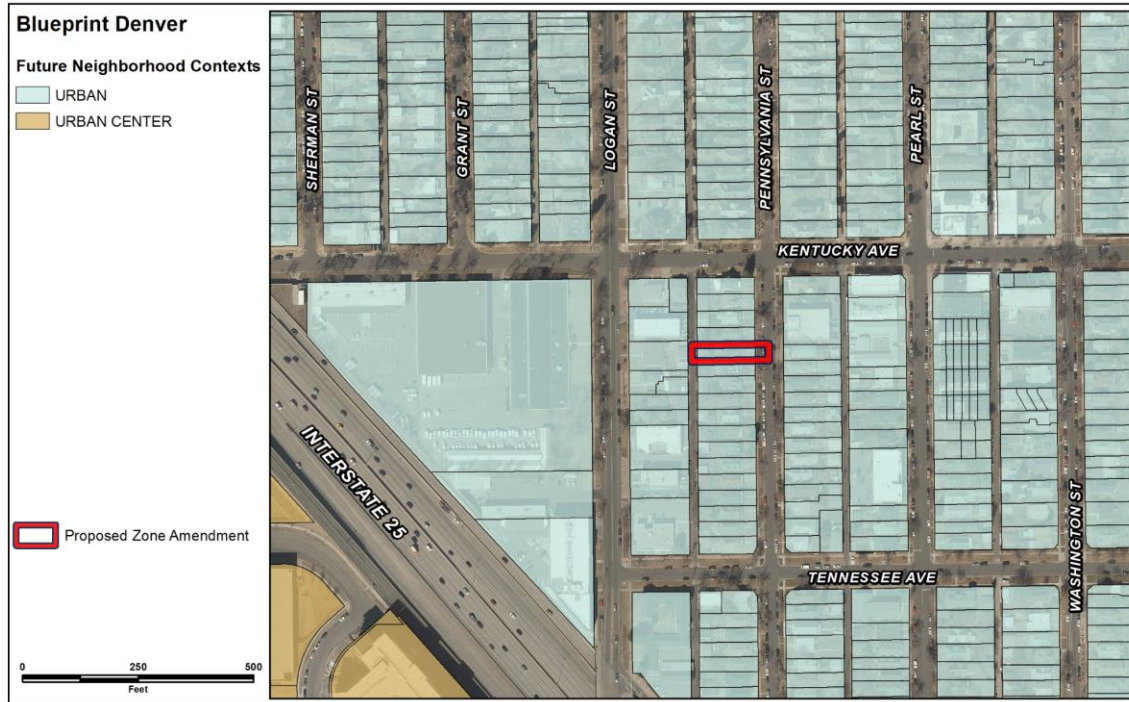 Blueprint Denver
Future Neighborhood Contexts
URBAN
URBAN CENTER
Proposed Zone Amendment
0 250 500
Feet
SHERMAN ST
GRANT ST
LOGAN ST
PENNSYLVANIA ST
PEARL ST
KENTUCKY AVE
INTERSTATE 25
TENNESSEE AVE
WASHINGTON ST